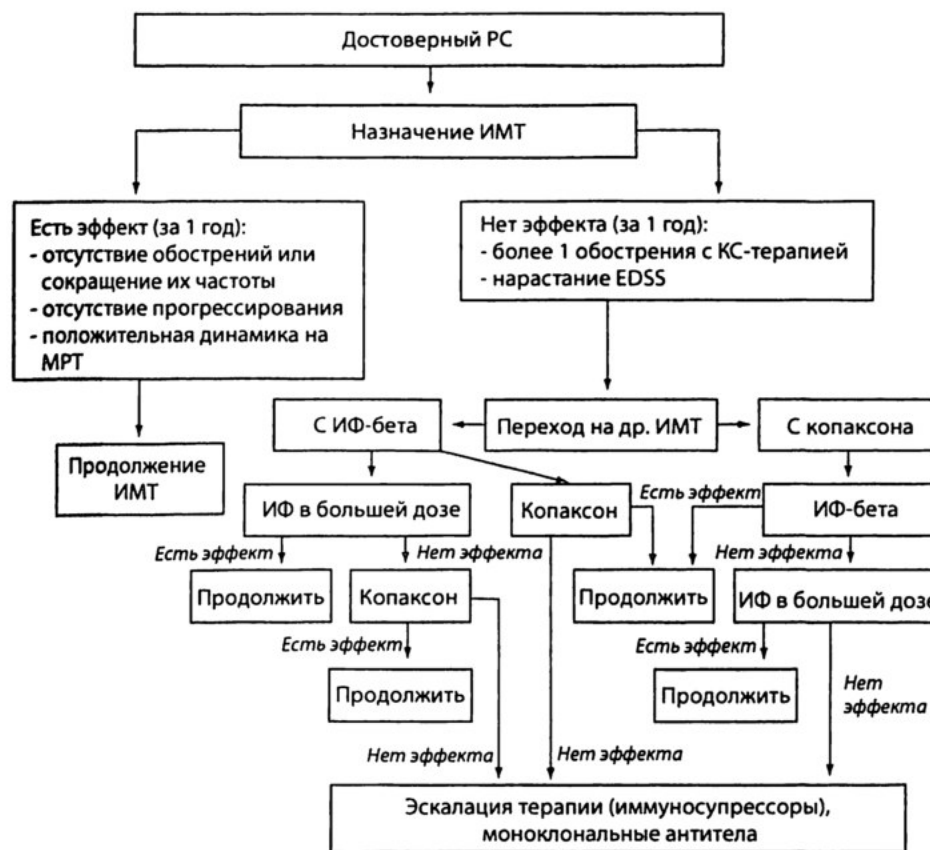 Достоверный РС
Назначение ИМТ
Есть эффект (за 1 год):
- отсутствие обострений или
сокращение их частоты
- отсутствие прогрессирования
- положительная динамика на
МРТ
Нет эффекта (за 1 год):
- более 1 обострения с КС-терапией
- нарастание EDSS
Продолжение
ИМТ
С ИФ-бета
Переход на др. ИМТ
С копаксона
ИФ в большей дозе
Копаксон
Есть эффект
ИФ-бета
Есть эффект
Нет эффекта
Нет эффекта
Продолжить
Копаксон
Продолжить
ИФ в большей дозе
Есть эффект
Есть эффект
Продолжить
Продолжить
Нет
эффекта
Нет эффекта
Нет эффекта
Эскалация терапии (иммуносупрессоры),
моноклональные антитела